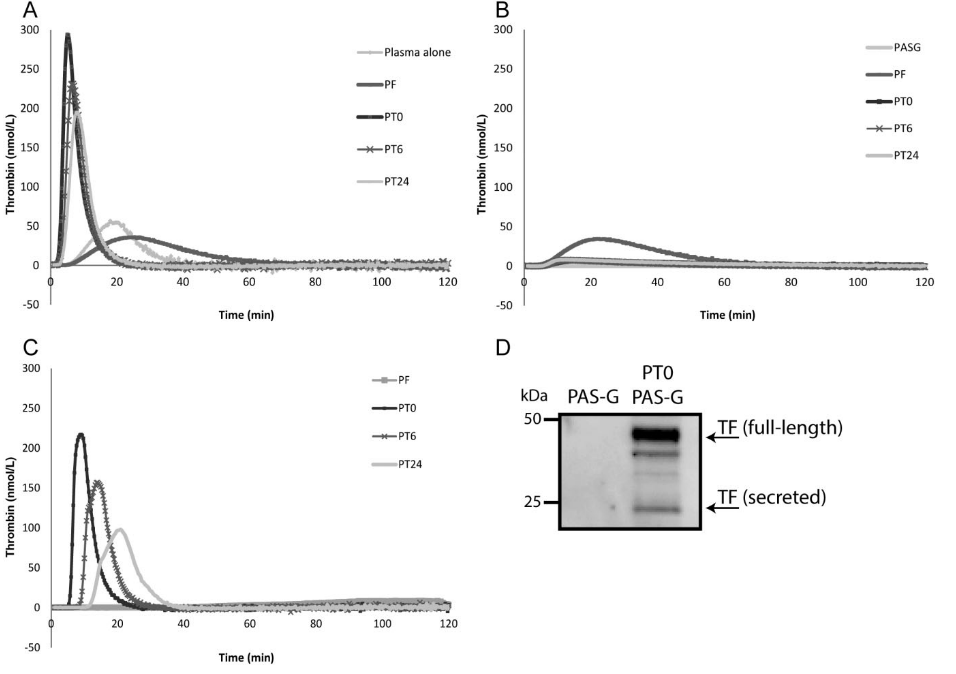 A
300
250
200
150
100
50
0
-50
Thrombin (nmol/L)
0 20 40 60 80 100 120
Time (min)
Plasma alone
PF
PT0
PT6
PT24
B
300
250
200
150
100
50
0
-50
Thrombin (nmol/L)
0 20 40 60 80 100 120
Time (min)
PASG
PF
PT0
PT6
PT24
C
300
250
200
150
100
50
0
-50
Thrombin (nmol/L)
0 20 40 60 80 100 120
Time (min)
PF
PT0
PT6
PT24
D
PT0
kDa PAS-G PAS-G
50
TF (full-length)
25
TF (secreted)